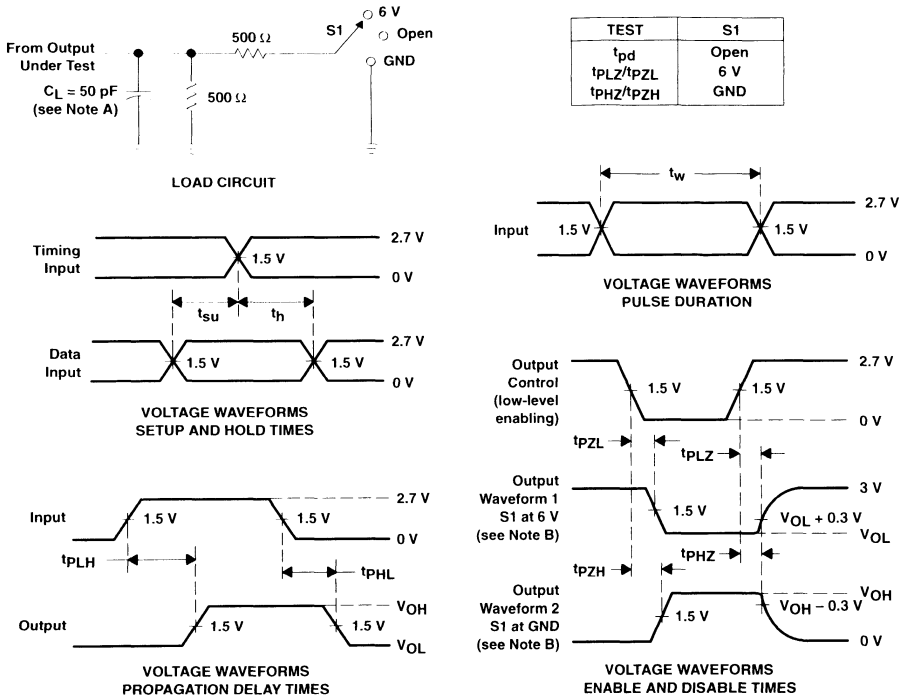 6 V
S1
Open
500 Ω
GND
From Output
Under Test
CL = 50 pF
(see Note A)
500 Ω
LOAD CIRCUIT
TEST S1
tpd Open
tPLZ/tPZL 6 V
tPHZ/tPZH GND
tw
2.7 V
Input
1.5 V
1.5 V
0 V
VOLTAGE WAVEFORMS
PULSE DURATION
Timing
Input
2.7 V
1.5 V
0 V
tsu
th
Data
Input
2.7 V
1.5 V
1.5 V
0 V
VOLTAGE WAVEFORMS
SETUP AND HOLD TIMES
Input
2.7 V
1.5 V
1.5 V
0 V
tPLH
tPHL
Output
VOH
1.5 V
1.5 V
VOL
VOLTAGE WAVEFORMS
PROPAGATION DELAY TIMES
Output
Control
(low-level
enabling)
2.7 V
1.5 V
1.5 V
0 V
tPZL
tPLZ
Output
Waveform 1
S1 at 6 V
(see Note B)
3 V
1.5 V
VOL + 0.3 V
VOL
tPZH
tPHZ
Output
Waveform 2
S1 at GND
(see Note B)
VOH
1.5 V
VOH – 0.3 V
0 V
VOLTAGE WAVEFORMS
ENABLE AND DISABLE TIMES